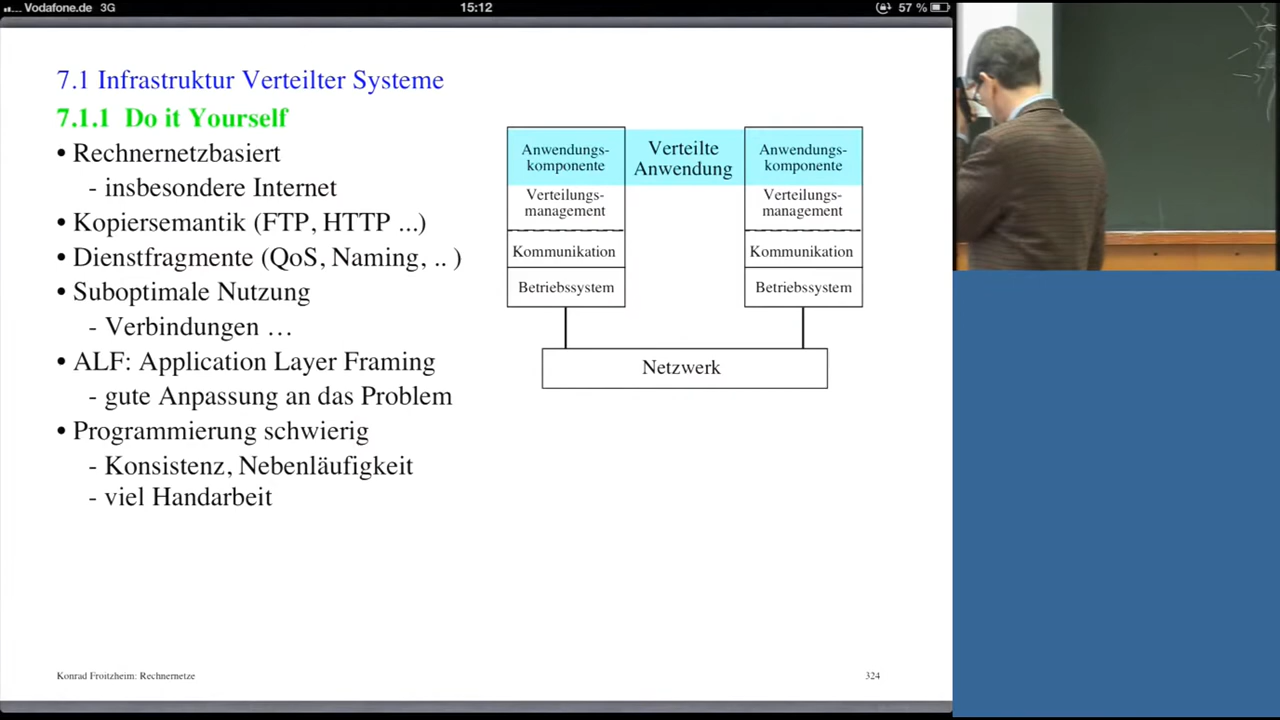 Vodafone.de 3G 15:12 57 %
7.1 Infrastruktur Verteilter Systeme
7.1.1 Do it Yourself
• Rechnernetzbasiert
- insbesondere Internet
• Kopiersemantik (FTP, HTTP ...)
• Dienstfragmente (QoS, Naming, .. )
• Suboptimale Nutzung
- Verbindungen …
• ALF: Application Layer Framing
- gute Anpassung an das Problem
• Programmierung schwierig
- Konsistenz, Nebenläufigkeit
- viel Handarbeit
Anwendungs-
komponente
Verteilungs-
management
Kommunikation
Betriebssystem
Verteilte
Anwendung
Anwendungs-
komponente
Verteilungs-
management
Kommunikation
Betriebssystem
Netzwerk
Konrad Froitzheim: Rechnernetze
324